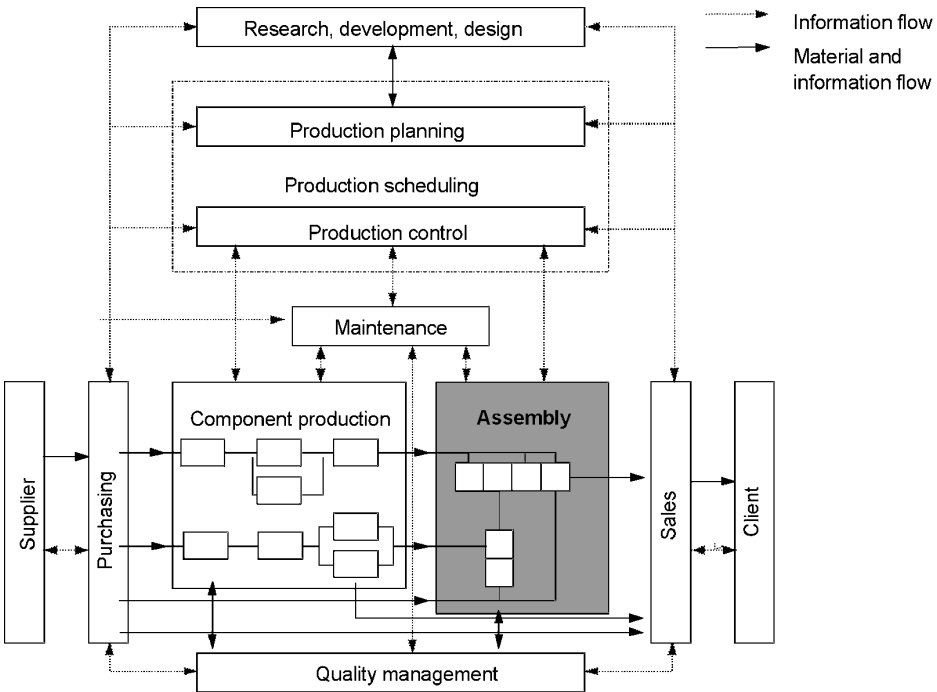 Research, development, design
Information flow
Material and
information flow
Production planning
Production scheduling
Production control
Maintenance
Supplier
Purchasing
Component production
Assembly
Sales
Client
Quality management